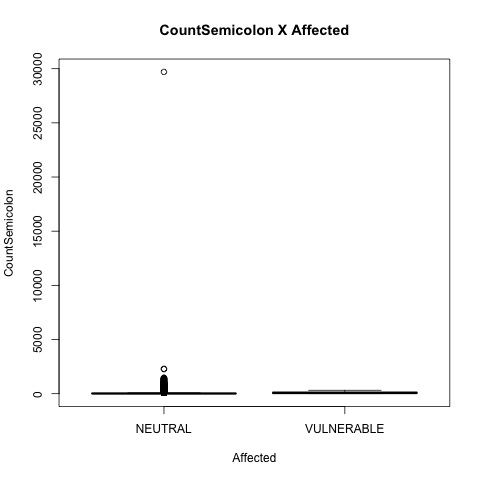 CountSemicolon X Affected
30000
25000
20000
15000
10000
5000
0
CountSemicolon
NEUTRAL
VULNERABLE
Affected